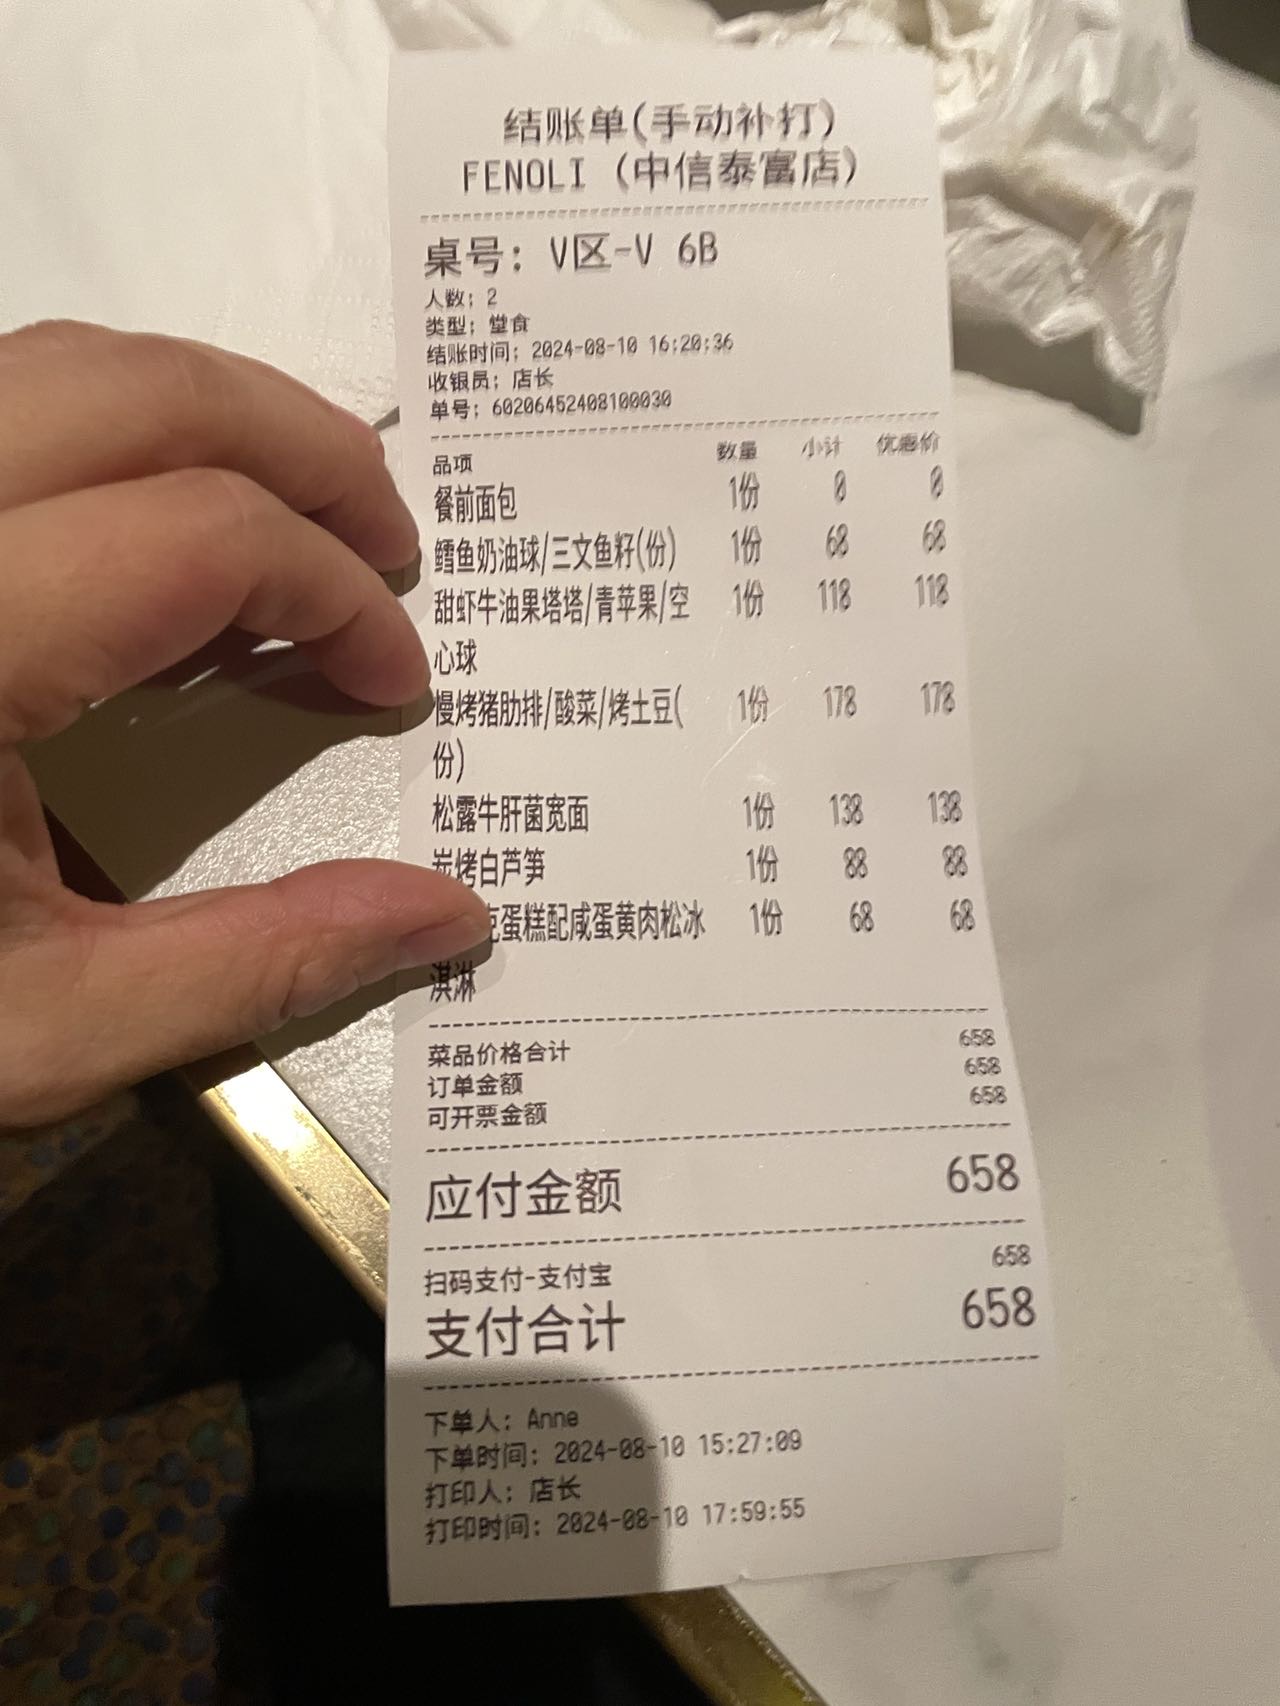 结账单(手动补打)
FENOLI (中信泰富店)
桌号: V区-V 6B
人数: 2
类型: 堂食
结账时间: 2024-08-10 16:20:36
收银员: 店长
单号: 60206452408100030
品项 数量 小计 优惠价
餐前面包 1份 0 0
鳕鱼奶油球/三文鱼籽(份) 1份 68 68
甜虾牛油果塔塔/青苹果/空 1份 118 118
心球
慢烤猪肋排/酸菜/烤土豆( 1份 178 178
份)
松露牛肝菌宽面 1份 138 138
炭烤白芦笋 1份 88 88
克蛋糕配咸蛋黄肉松冰 1份 68 68
淇淋
菜品价格合计 658
订单金额 658
可开票金额 658
应付金额 658
扫码支付-支付宝 658
支付合计 658
下单人: Anne
下单时间: 2024-08-10 15:27:09
打印人: 店长
打印时间: 2024-08-10 17:59:55